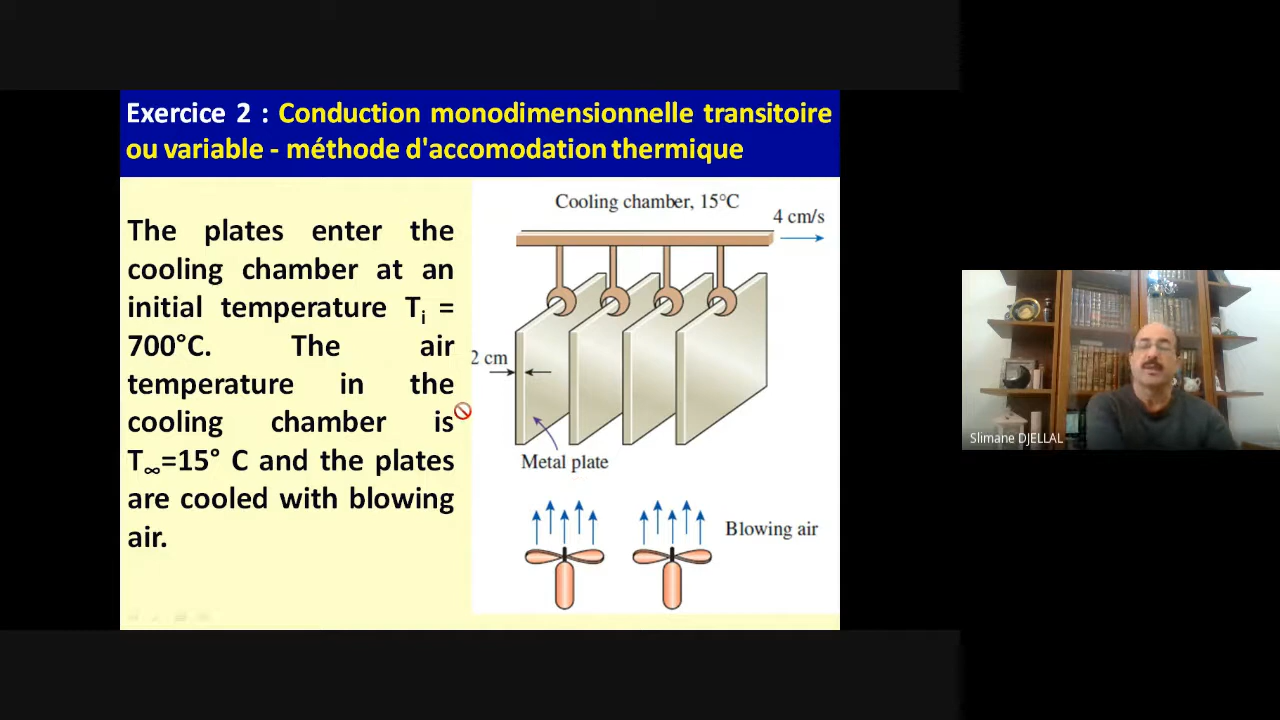 Exercice 2 : Conduction monodimensionnelle transitoire
ou variable - méthode d'accomodation thermique
The plates enter the
cooling chamber at an
initial temperature Ti =
700°C. The air
temperature in the
cooling chamber is
T∞=15° C and the plates
are cooled with blowing
air.
Cooling chamber, 15°C
4 cm/s
2 cm
Metal plate
Blowing air
Slimane DJELLAL